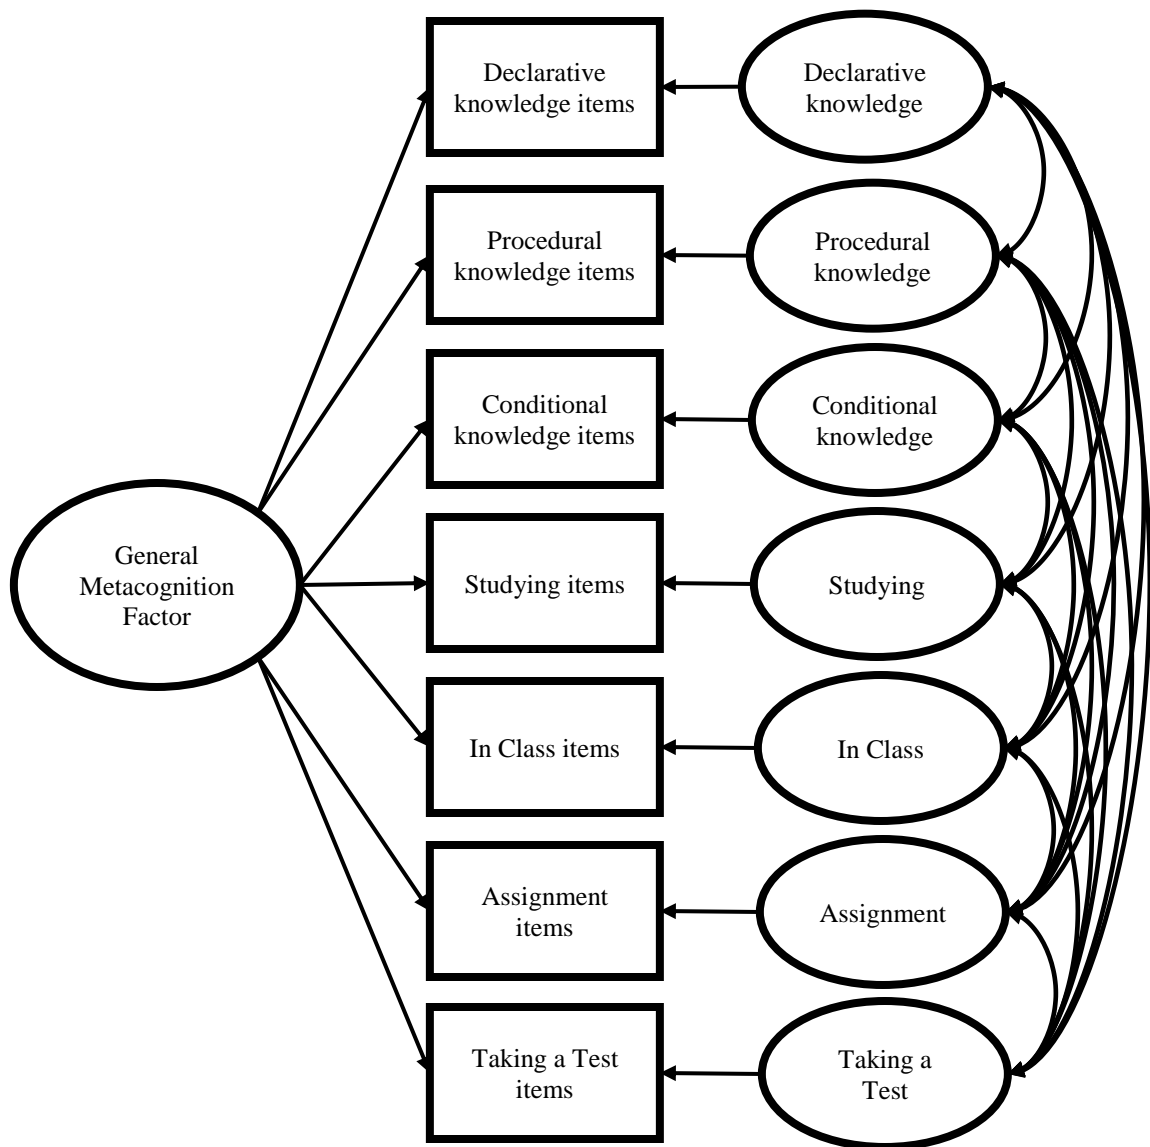 Declarative
knowledge items
Declarative
knowledge
Procedural
knowledge items
Procedural
knowledge
Conditional
knowledge items
Conditional
knowledge
General
Metacognition
Factor
Studying items
Studying
In Class items
In Class
Assignment
items
Assignment
Taking a Test
items
Taking a
Test